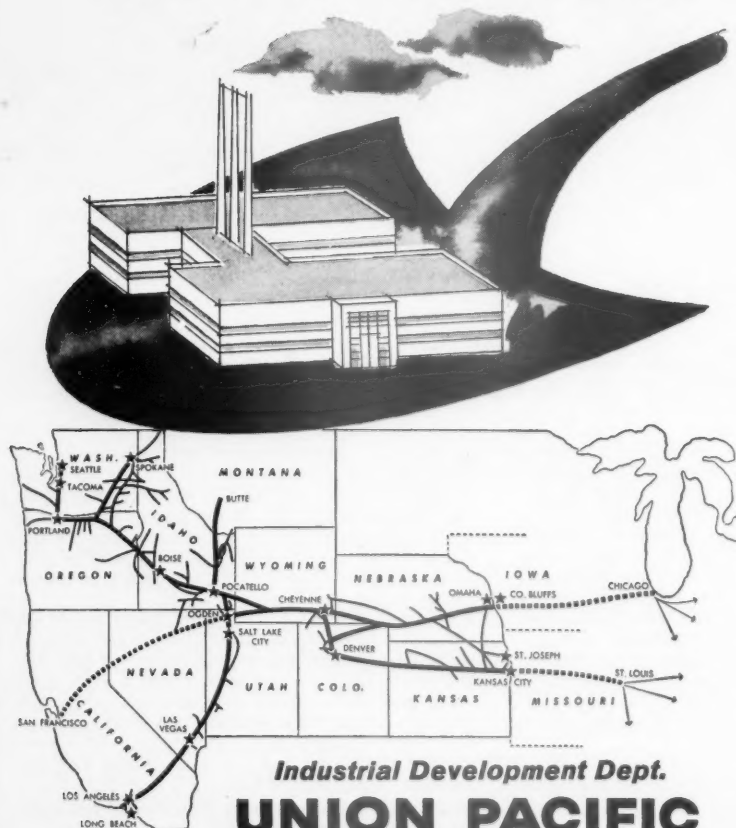 WASH.
SEATTLE
SPOKANE
TACOMA
MONTANA
BUTTE
PORTLAND
IDAHO
BOISE
OREGON
POCATELLO
WYOMING
CHEYENNE
NEBRASKA
OMAHA
CO. BLUFFS
IOWA
CHICAGO
OGDEN
SALT LAKE
CITY
NEVADA
UTAH
DENVER
COLO.
KANSAS
ST. JOSEPH
KANSAS
CITY
MISSOURI
ST. LOUIS
SAN FRANCISCO
CALIFORNIA
LAS
VEGAS
LOS ANGELES
LONG BEACH
Industrial Development Dept.
UNION PACIFIC